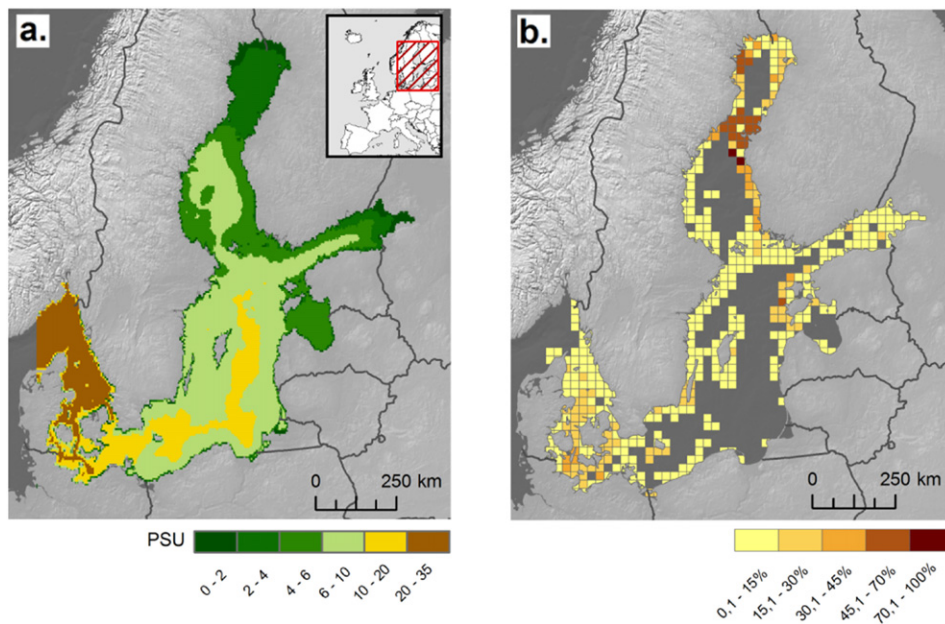 a.
b.
0 250 km
0 250 km
PSU
0 - 2
2 - 4
4 - 6
6 - 10
10 - 20
20 - 35
0,1 - 15%
15,1 - 30%
30,1 - 45%
45,1 - 70%
70,1 - 100%